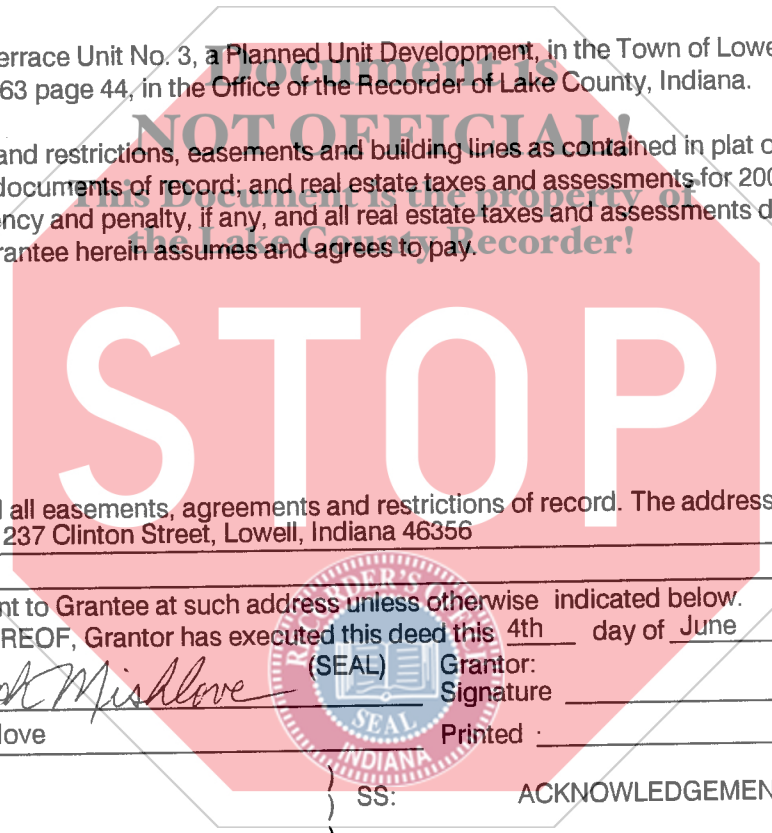 Document is
NOT OFFICIAL!
This Document is the property of
the Lake County Recorder!
STOP
errace Unit No. 3, a Planned Unit Development, in the Town of Lowe
63 page 44, in the Office of the Recorder of Lake County, Indiana.
and restrictions, easements and building lines as contained in plat o
documents of record; and real estate taxes and assessments for 200
ency and penalty, if any, and all real estate taxes and assessments d
rantee herein assumes and agrees to pay.
all easements, agreements and restrictions of record. The address
237 Clinton Street, Lowell, Indiana 46356
nt to Grantee at such address unless otherwise indicated below.
REOF, Grantor has executed this deed this 4th day of June
(SEAL) Grantor:
Mishlove Signature
love Printed
RECORDER'S OFFICE
SEAL
INDIANA
SS: ACKNOWLEDGEMEN